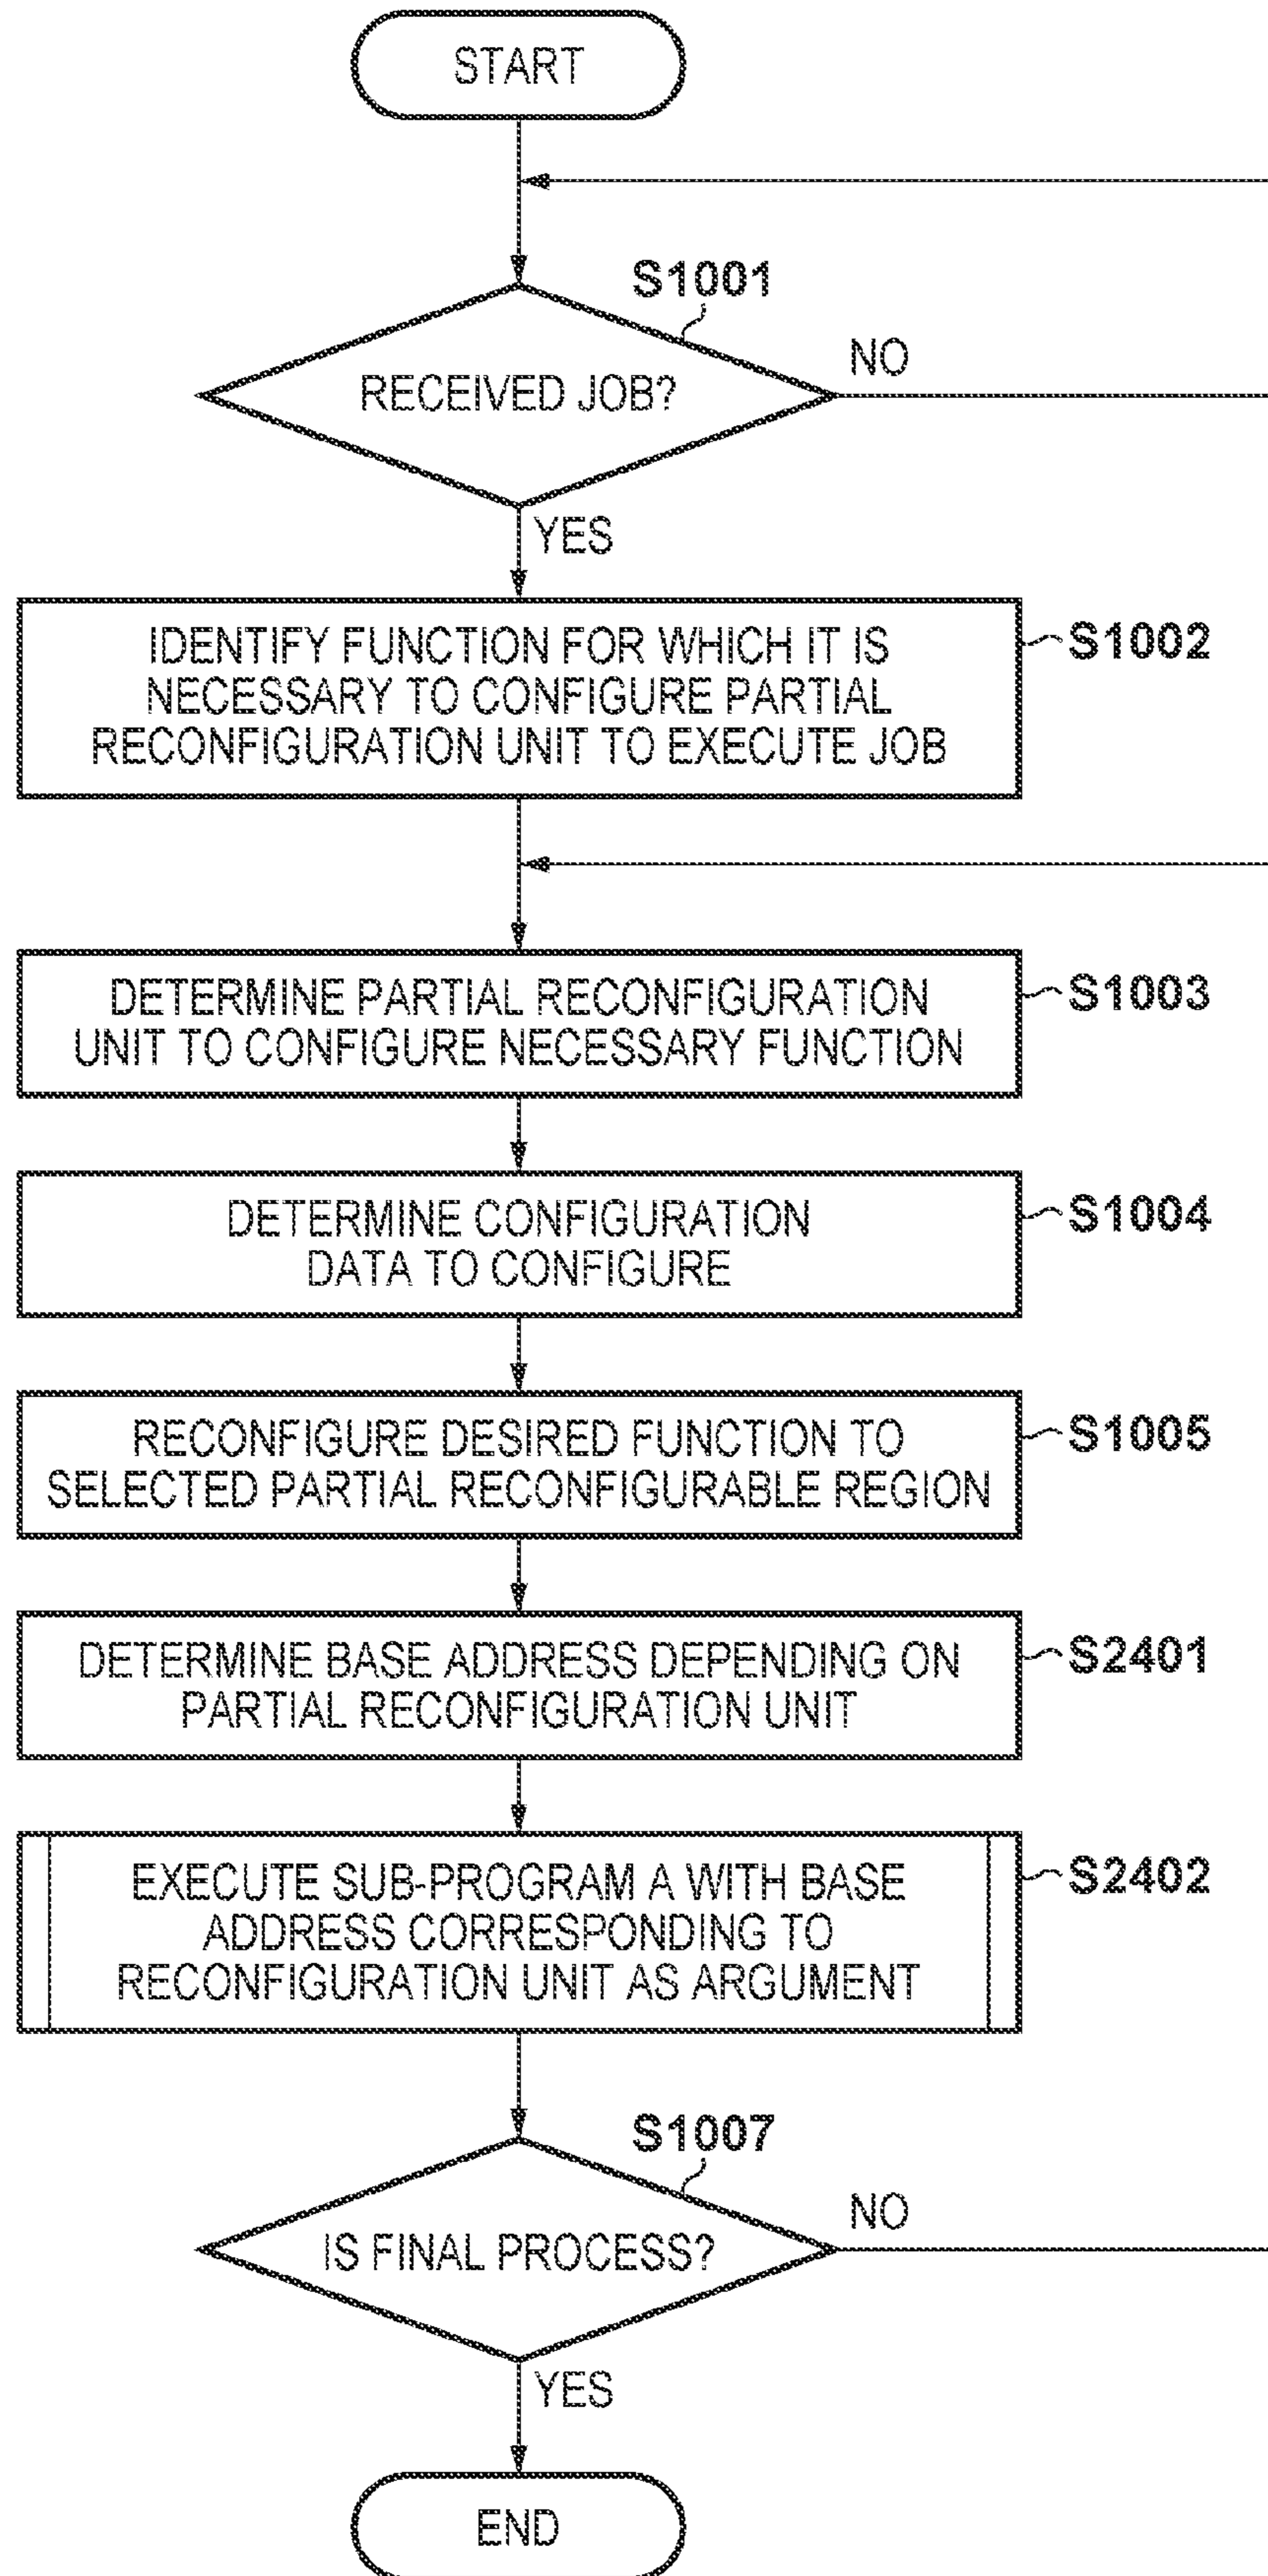 START
S1001
RECEIVED JOB?
NO
YES
IDENTIFY FUNCTION FOR WHICH IT IS
NECESSARY TO CONFIGURE PARTIAL
RECONFIGURATION UNIT TO EXECUTE JOB
S1002
DETERMINE PARTIAL RECONFIGURATION
UNIT TO CONFIGURE NECESSARY FUNCTION
S1003
DETERMINE CONFIGURATION
DATA TO CONFIGURE
S1004
RECONFIGURE DESIRED FUNCTION TO
SELECTED PARTIAL RECONFIGURABLE REGION
S1005
DETERMINE BASE ADDRESS DEPENDING ON
PARTIAL RECONFIGURATION UNIT
S2401
EXECUTE SUB-PROGRAM A WITH BASE
ADDRESS CORRESPONDING TO
RECONFIGURATION UNIT AS ARGUMENT
S2402
S1007
IS FINAL PROCESS?
NO
YES
END